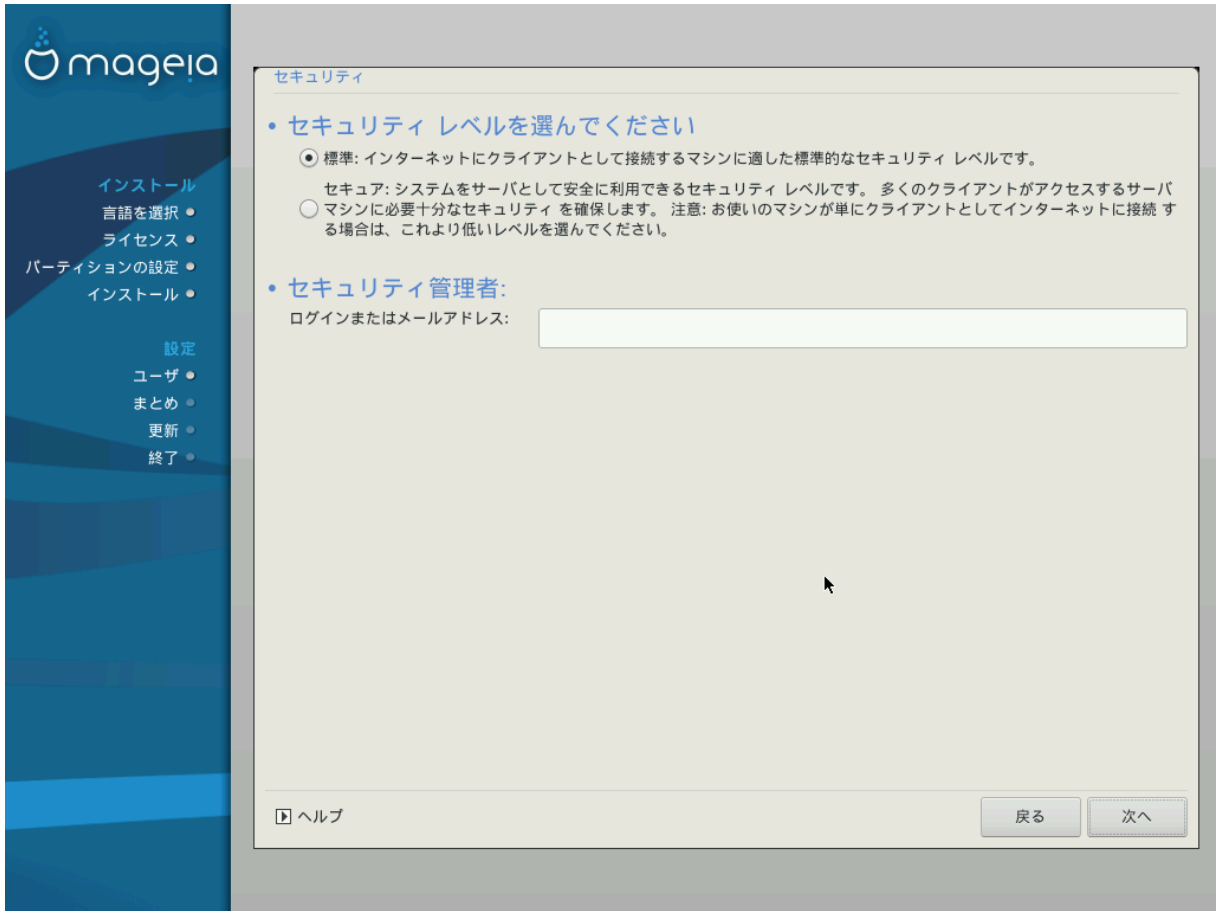 mageia
インストール
言語を選択
ライセンス
パーティションの設定
インストール
設定
ユーザ
まとめ
更新
終了
セキュリティ
• セキュリティ レベルを選んでください
標準: インターネットにクライアントとして接続するマシンに適した標準的なセキュリティ レベルです。
セキュア: システムをサーバとして安全に利用できるセキュリティ レベルです。 多くのクライアントがアクセスするサーバ
マシンに必要十分なセキュリティ を確保します。 注意: お使いのマシンが単にクライアントとしてインターネットに接続 す
る場合は、これより低いレベルを選んでください。
• セキュリティ管理者:
ログインまたはメールアドレス:
ヘルプ
戻る
次へ